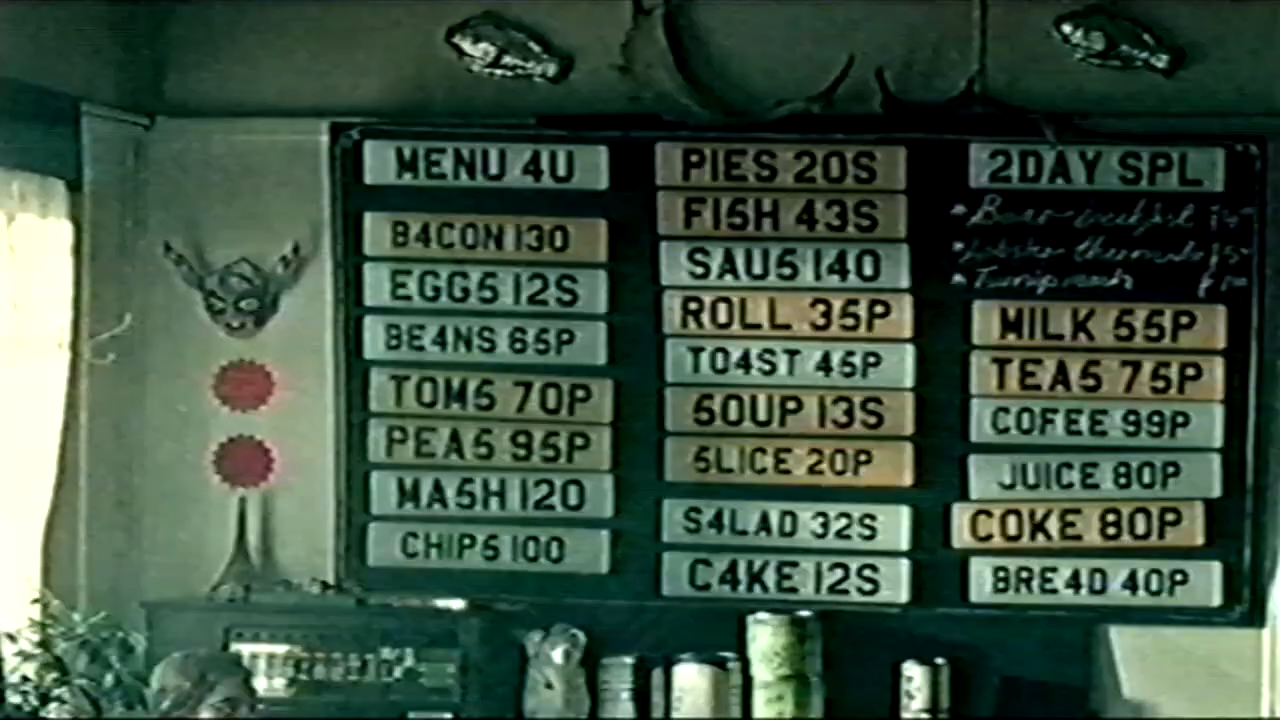 MENU 4U
B4CON 130
EGG5 12S
BE4NS 65P
TOM5 70P
PEA5 95P
MA5H 120
CHIP5 100
PIES 20S
FI5H 43S
SAU5 140
ROLL 35P
TO4ST 45P
5OUP 13S
5LICE 20P
S4LAD 32S
C4KE 12S
2DAY SPL
MILK 55P
TEA5 75P
COFEE 99P
JUICE 80P
COKE 80P
BRE4D 40P